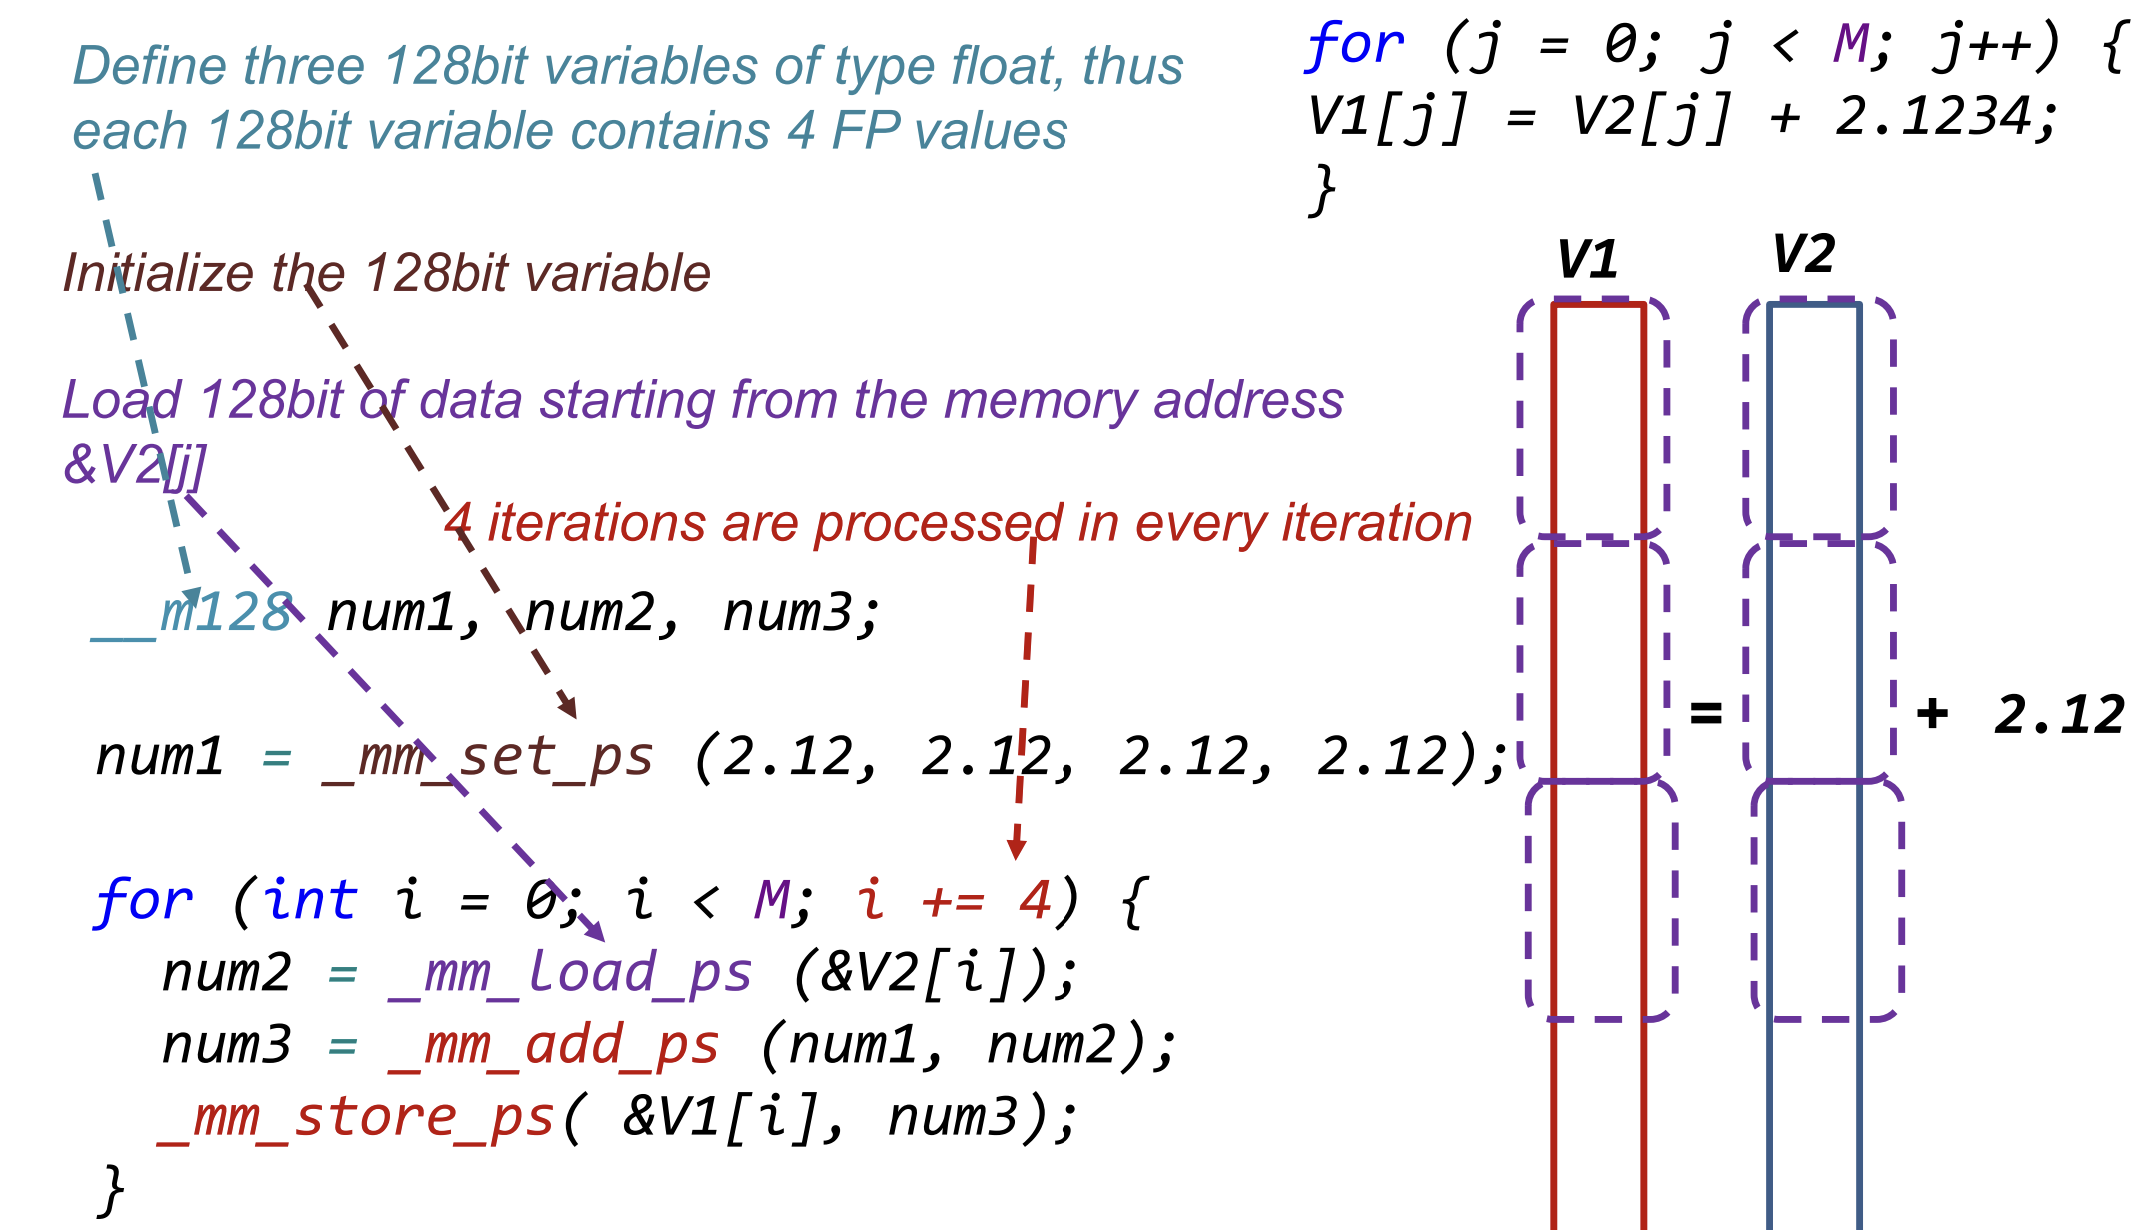 Define three 128bit variables of type float, thus
each 128bit variable contains 4 FP values
for (j = 0; j < M; j++) {
V1[j] = V2[j] + 2.1234;
}
Initialize the 128bit variable
Load 128bit of data starting from the memory address
&V2[j]
4 iterations are processed in every iteration
__m128 num1, num2, num3;
num1 = _mm_set_ps (2.12, 2.12, 2.12, 2.12);
for (int i = 0; i < M; i += 4) {
num2 = _mm_load_ps (&V2[i]);
num3 = _mm_add_ps (num1, num2);
_mm_store_ps( &V1[i], num3);
}
V1 V2
= + 2.12